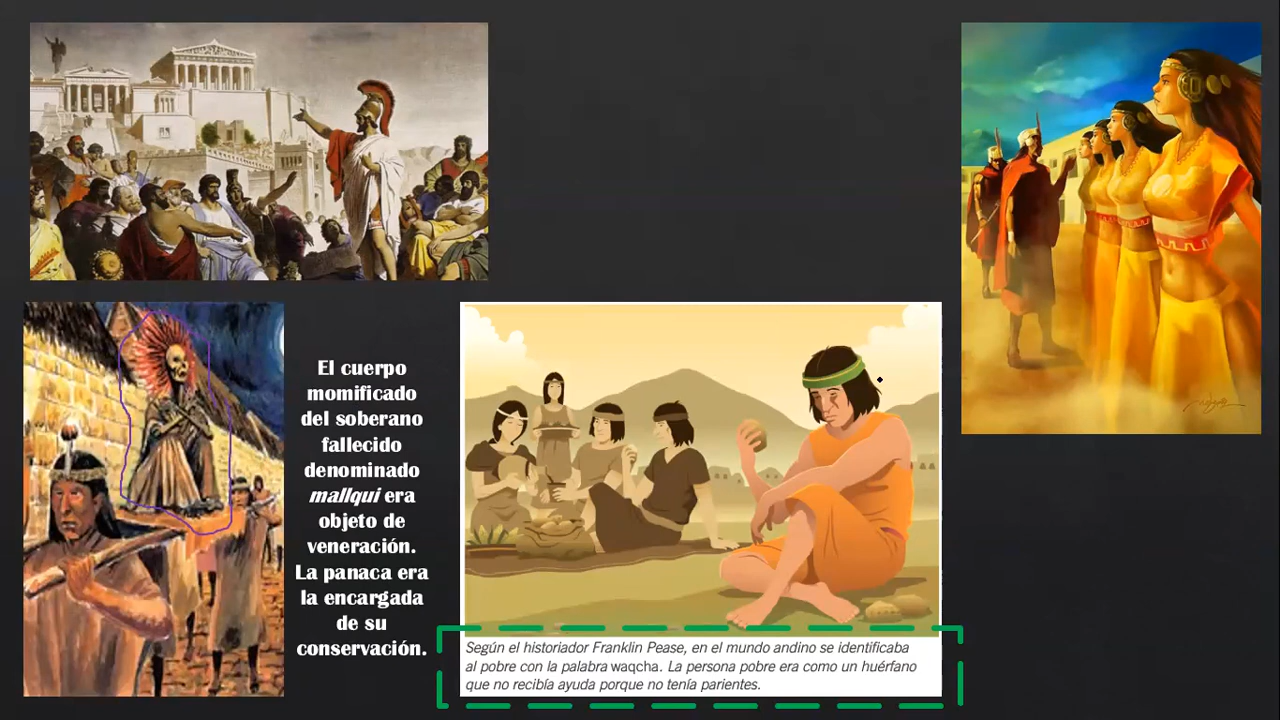 El cuerpo
momificado
del soberano
fallecido
denominado
mallqui era
objeto de
veneración.
La panaca era
la encargada
de su
conservación.
Según el historiador Franklin Pease, en el mundo andino se identificaba
al pobre con la palabra waqcha. La persona pobre era como un huérfano
que no recibía ayuda porque no tenía parientes.